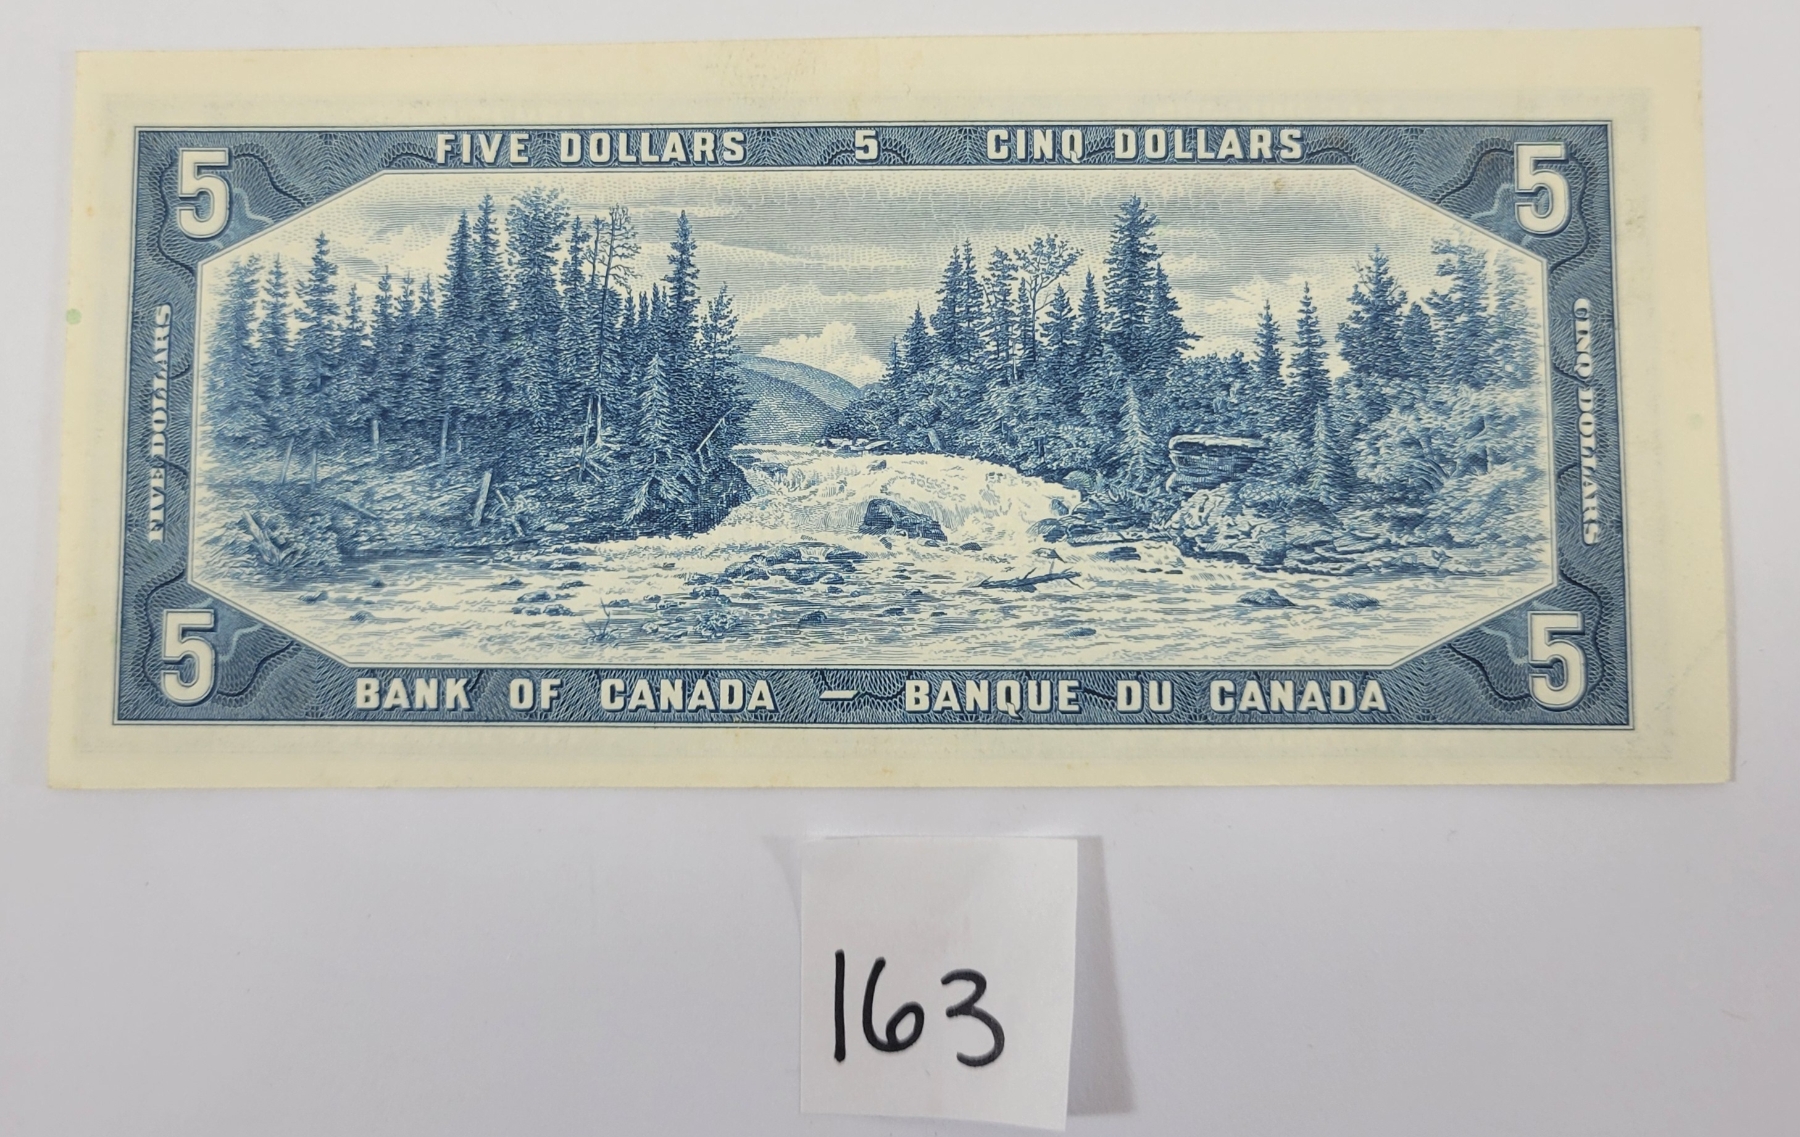 FIVE DOLLARS 5 CINQ DOLLARS
5 5
FIVE DOLLARS
CINQ DOLLARS
5 5
BANK OF CANADA — BANQUE DU CANADA
163